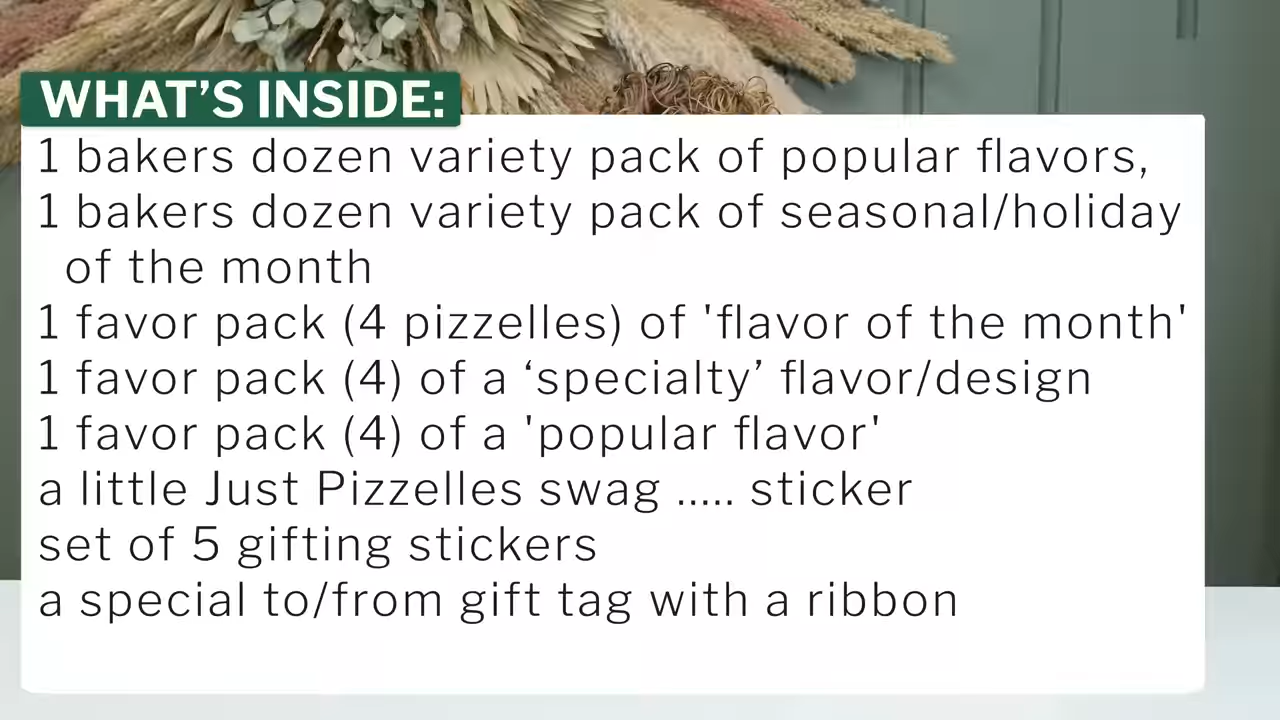 WHAT'S INSIDE:
1 bakers dozen variety pack of popular flavors,
1 bakers dozen variety pack of seasonal/holiday
of the month
1 favor pack (4 pizzelles) of 'flavor of the month'
1 favor pack (4) of a ‘specialty’ flavor/design
1 favor pack (4) of a 'popular flavor'
a little Just Pizzelles swag ..... sticker
set of 5 gifting stickers
a special to/from gift tag with a ribbon